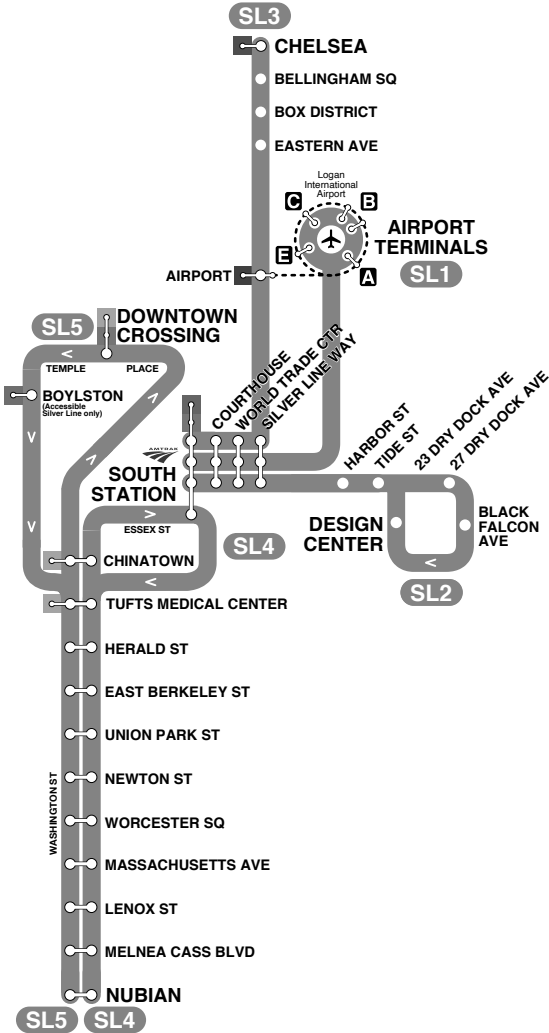 SL3
CHELSEA
BELLINGHAM SQ
BOX DISTRICT
EASTERN AVE
Logan
International
Airport
C
B
E
A
AIRPORT
TERMINALS
SL1
AIRPORT
SL5
DOWNTOWN
CROSSING
TEMPLE
PLACE
BOYLSTON
(Accessible
Silver Line only)
COURTHOUSE
WORLD TRADE CTR
SILVER LINE WAY
AMTRAK
SOUTH
STATION
HARBOR ST
TIDE ST
23 DRY DOCK AVE
27 DRY DOCK AVE
ESSEX ST
DESIGN
CENTER
BLACK
FALCON
AVE
SL4
SL2
CHINATOWN
TUFTS MEDICAL CENTER
HERALD ST
EAST BERKELEY ST
UNION PARK ST
NEWTON ST
WASHINGTON ST
WORCESTER SQ
MASSACHUSETTS AVE
LENOX ST
MELNEA CASS BLVD
NUBIAN
SL5
SL4